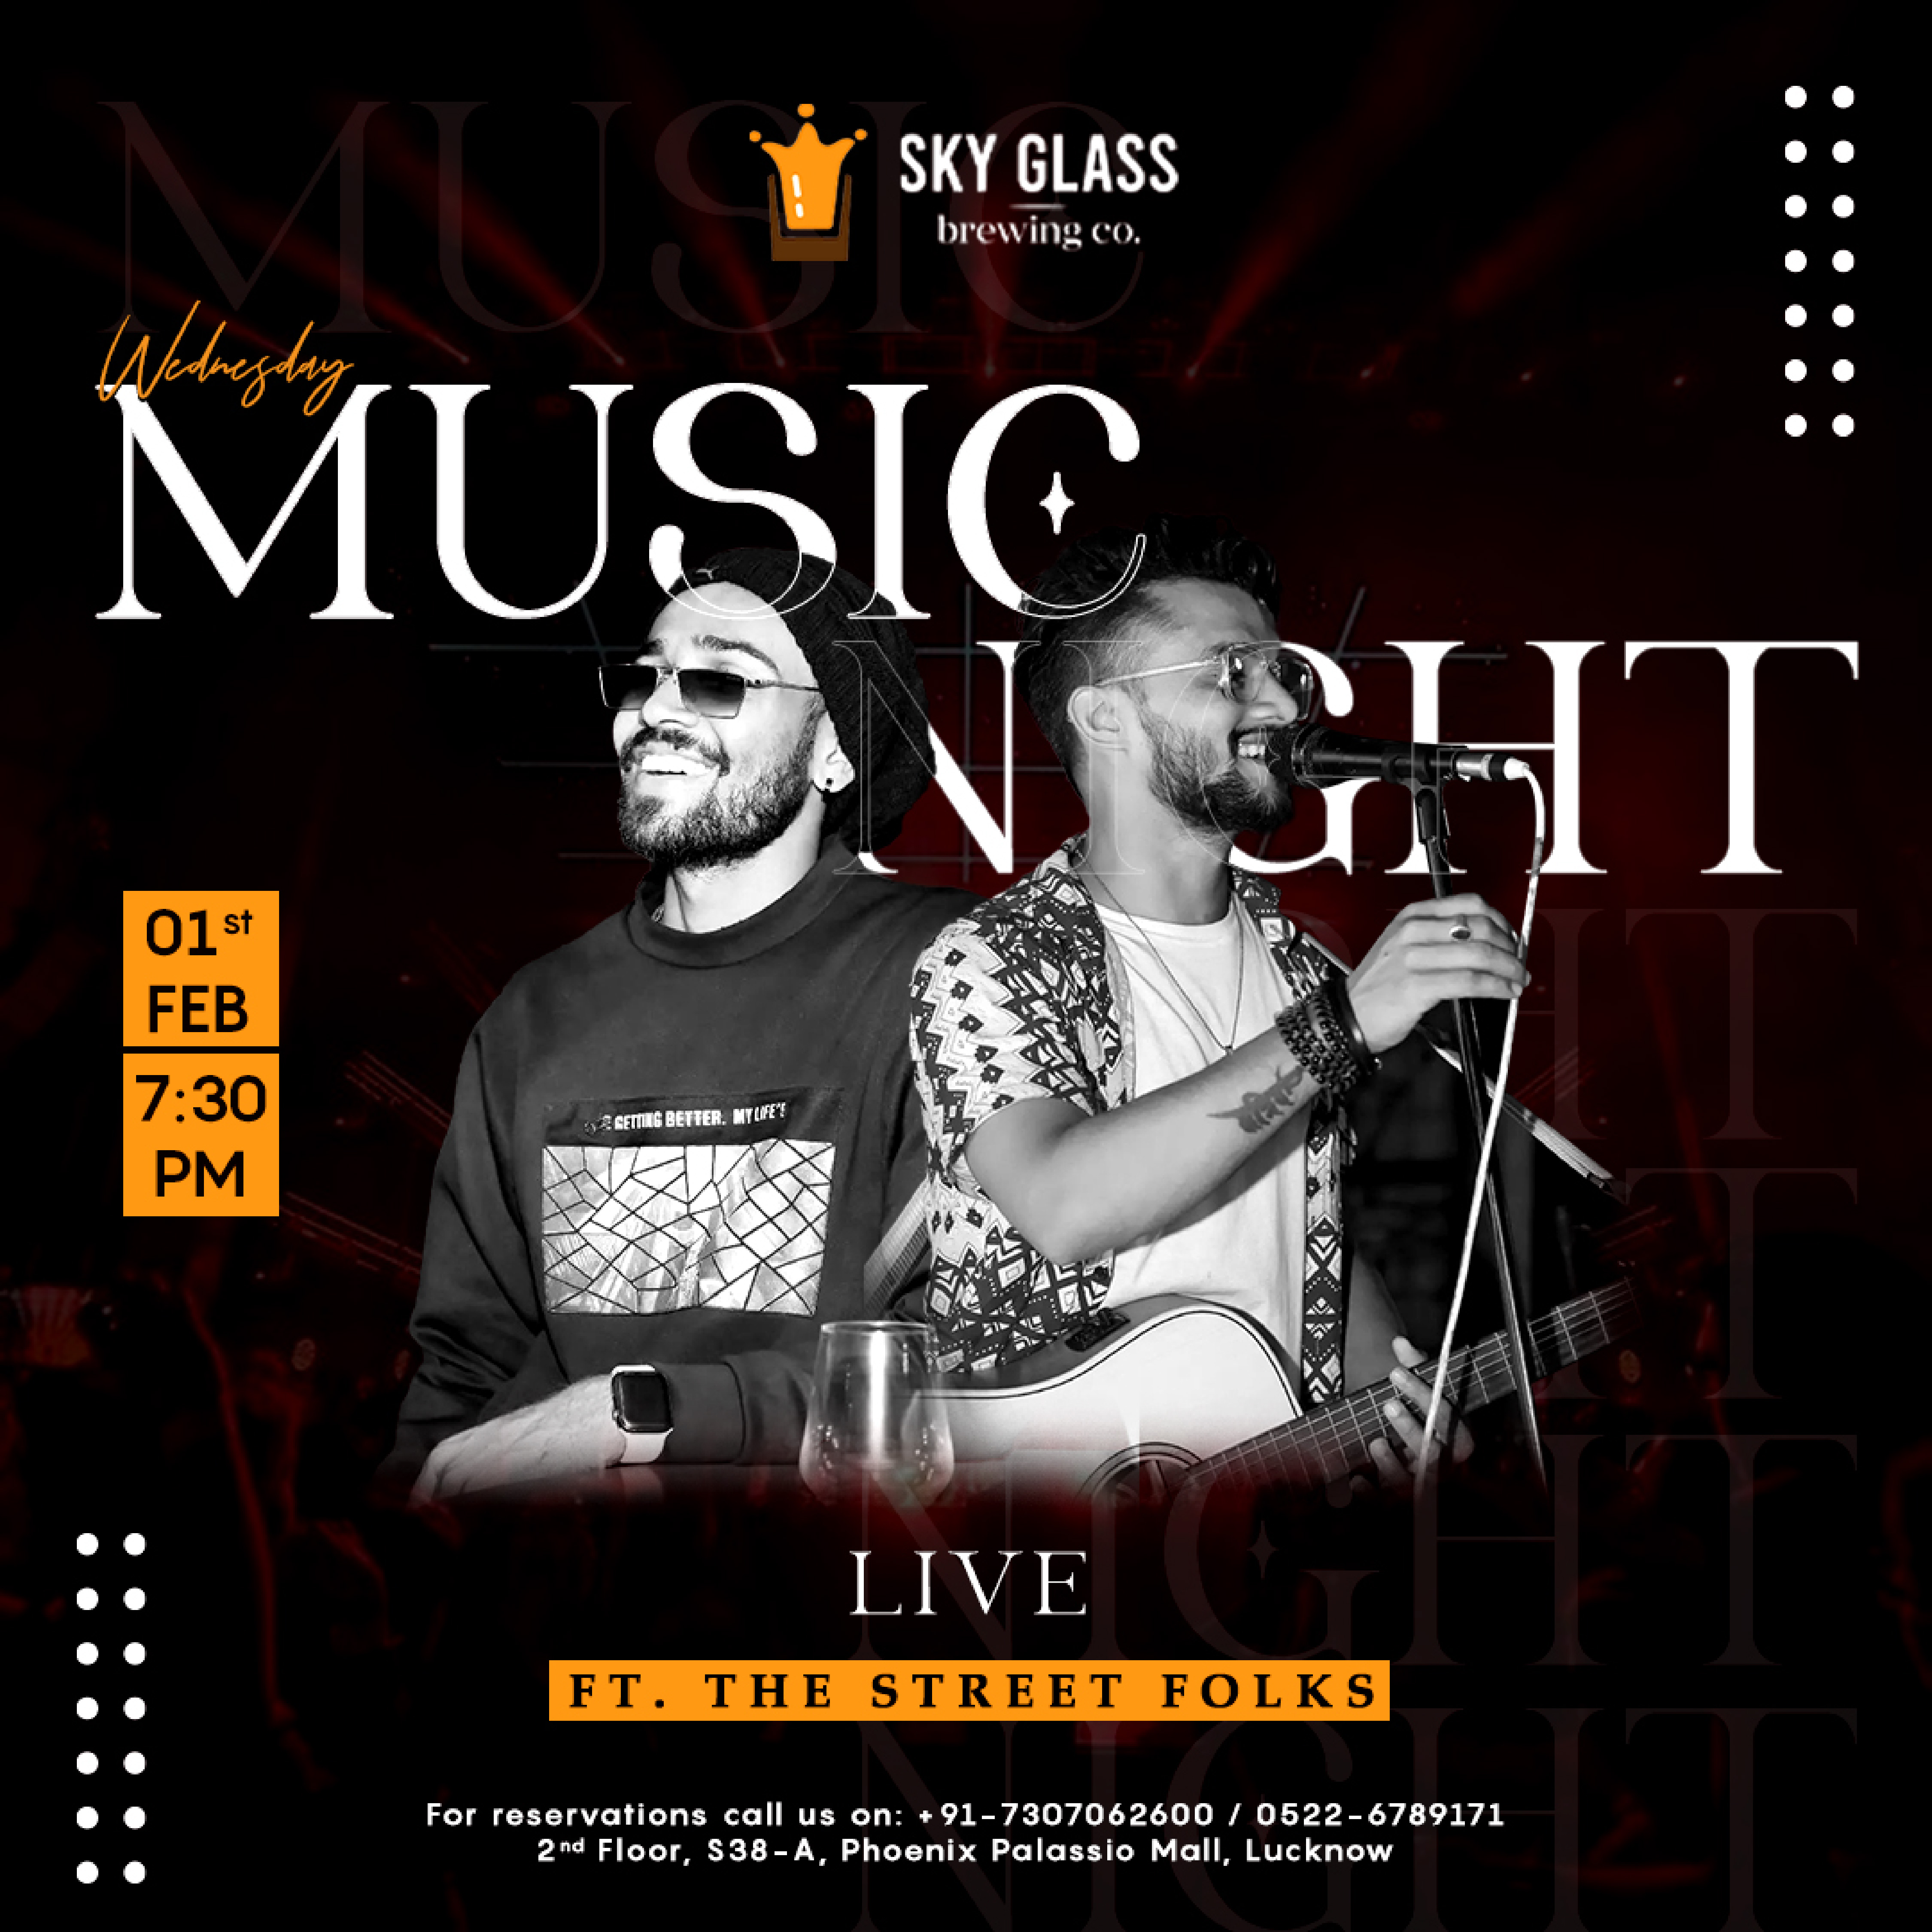 SKY GLASS
brewing co.
Wednesday
MUSIC
NIGHT
01st
FEB
7:30
PM
GETTING BETTER. MY LIFE'S
LIVE
FT. THE STREET FOLKS
For reservations call us on: +91-7307062600 / 0522-6789171
2nd Floor, S38-A, Phoenix Palassio Mall, Lucknow